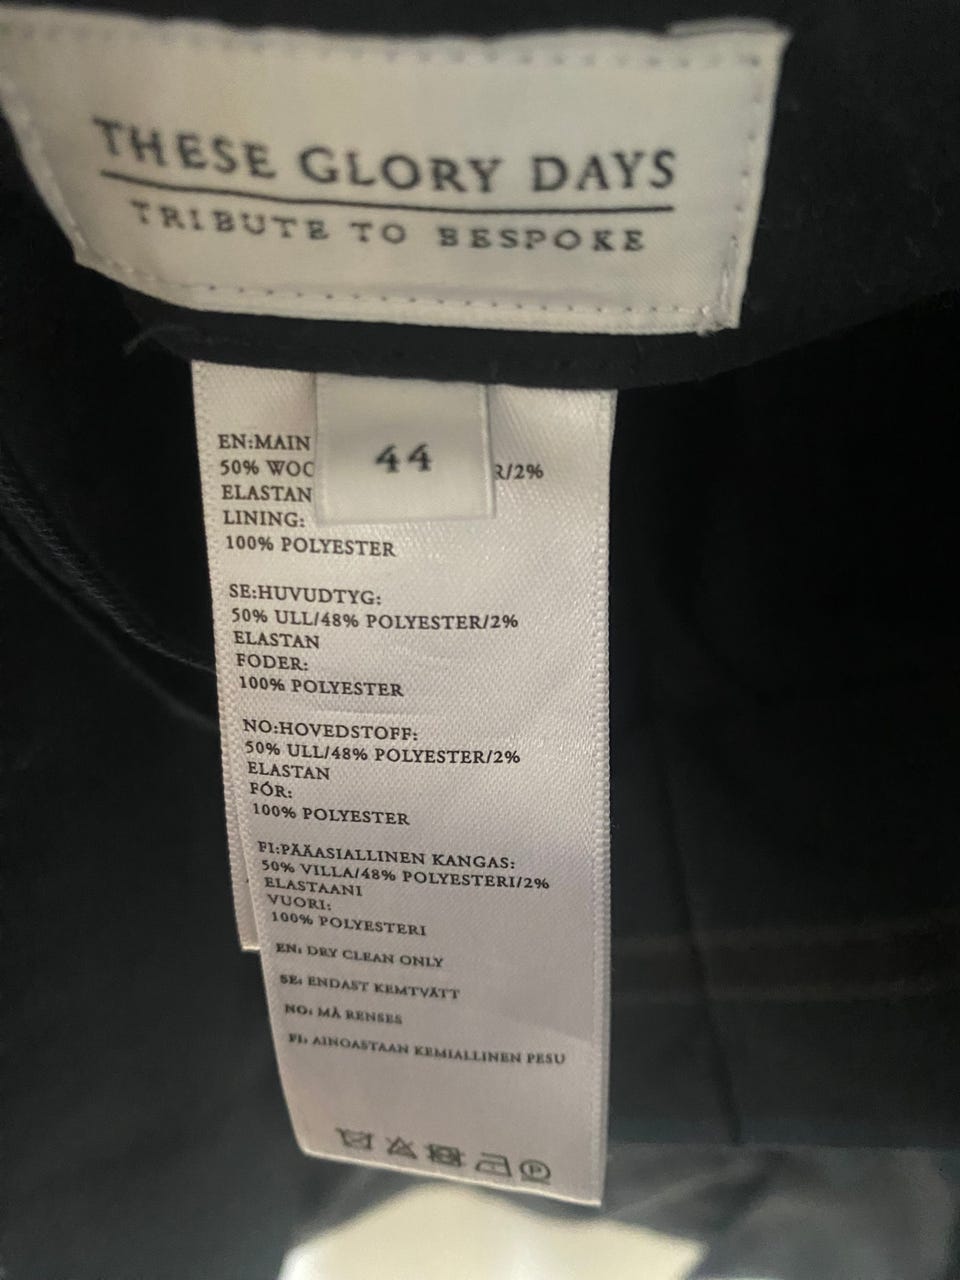 THESE GLORY DAYS
TRIBUTE TO BESPOKE
44
EN:MAIN
50% WOO R/2%
ELASTAN
LINING:
100% POLYESTER
SE:HUVUDTYG:
50% ULL/48% POLYESTER/2%
ELASTAN
FODER:
100% POLYESTER
NO:HOVEDSTOFF:
50% ULL/48% POLYESTER/2%
ELASTAN
FÓR:
100% POLYESTER
FI:PÄÄASIALLINEN KANGAS:
50% VILLA/48% POLYESTERI/2%
ELASTAANI
VUORI:
100% POLYESTERI
EN: DRY CLEAN ONLY
SE: ENDAST KEMTVÄTT
NO: MÅ RENSES
FI: AINOASTAAN KEMIALLINEN PESU
P